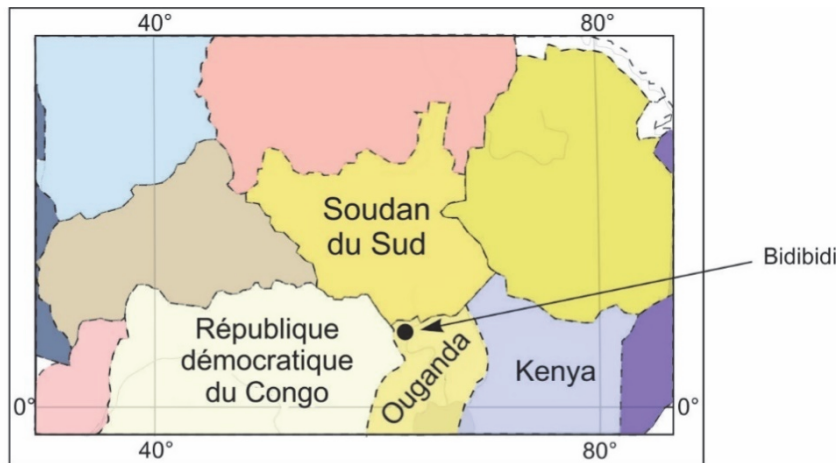 40°
80°
Soudan
du Sud
Bidibidi
République
démocratique
du Congo
Ouganda
Kenya
0°
0°
40°
80°